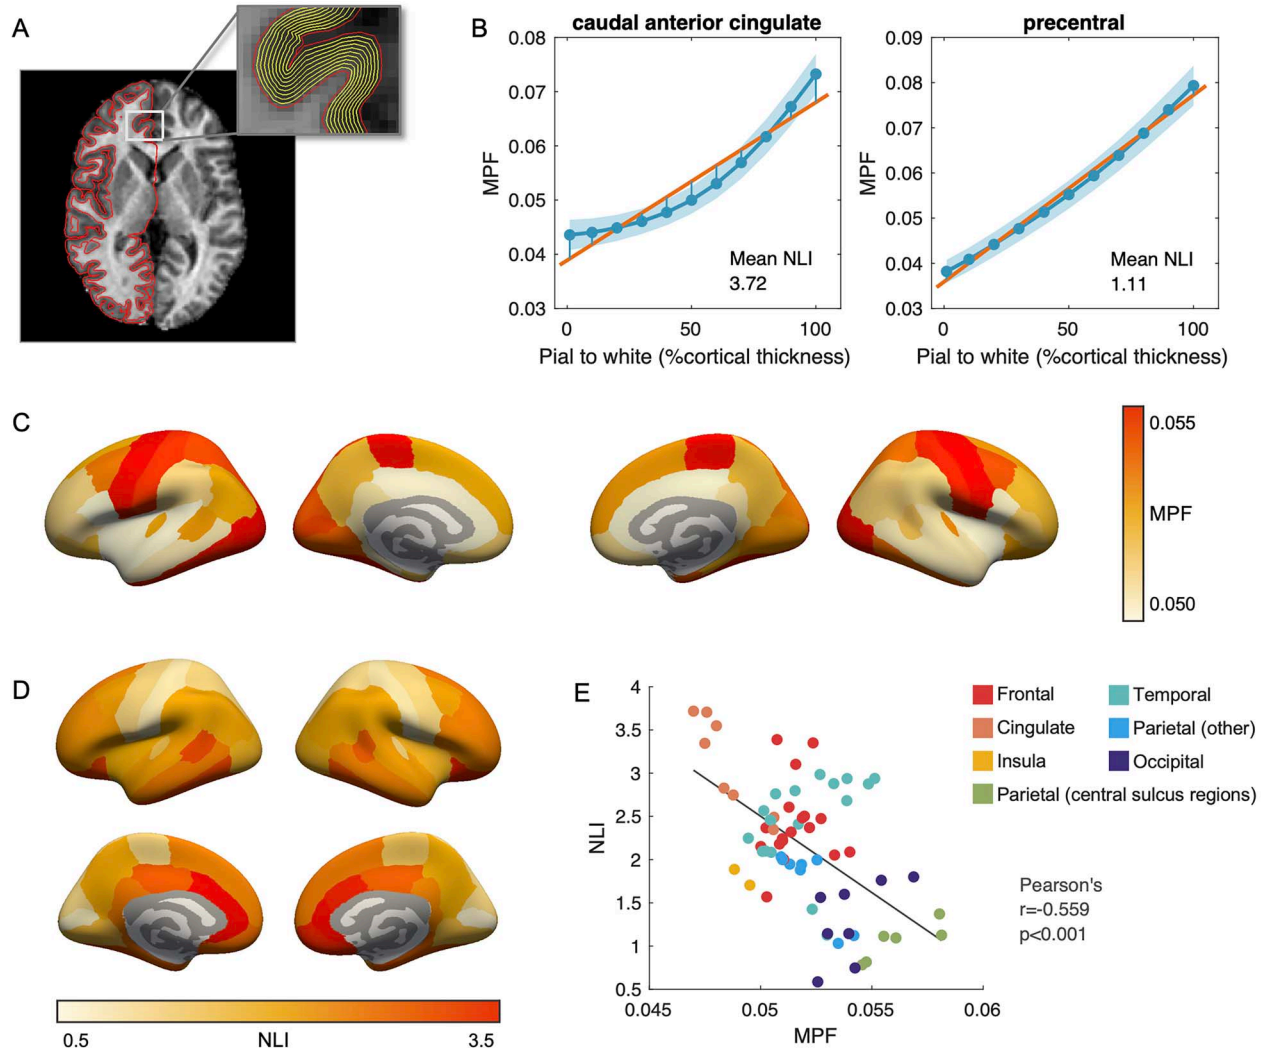 A
B
caudal anterior cingulate
precentral
0.08
0.07
0.06
0.05
0.04
0.03
MPF
Mean NLI
3.72
0
50
100
Pial to white (%cortical thickness)
0.09
0.08
0.07
0.06
0.05
0.04
0.03
MPF
Mean NLI
1.11
0
50
100
Pial to white (%cortical thickness)
C
0.055
MPF
0.050
D
0.5
NLI
3.5
E
4
3.5
3
2.5
2
1.5
1
0.5
NLI
0.045
0.05
0.055
0.06
MPF
Frontal
Temporal
Cingulate
Parietal (other)
Insula
Occipital
Parietal (central sulcus regions)
Pearson's
r=-0.559
p<0.001